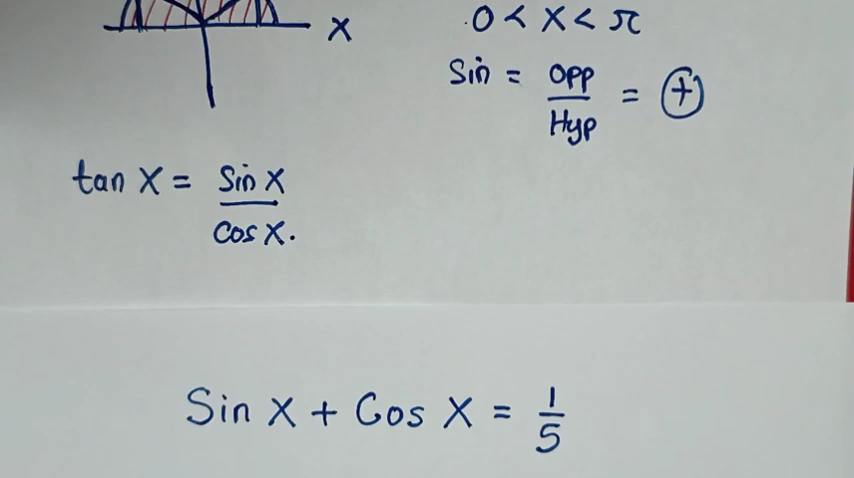 X
0 < X < π
Sin = Opp/Hyp = +
tan X = Sin X/Cos X.
Sin X + Cos X = 1/5